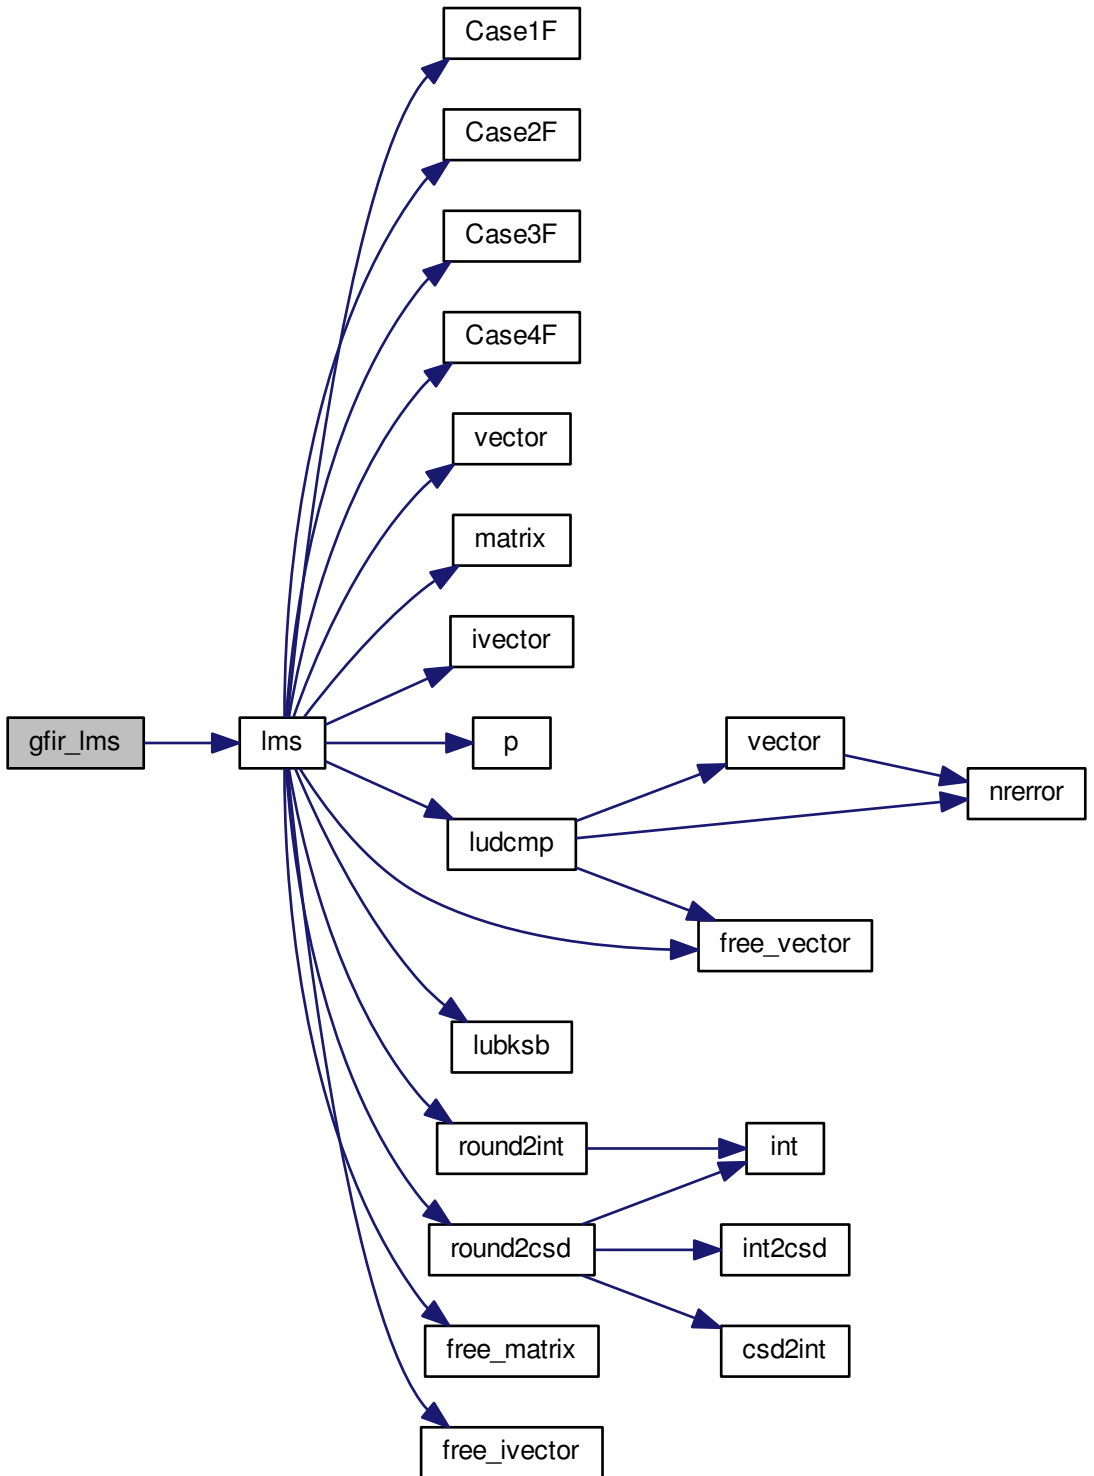 Case1F
Case2F
Case3F
Case4F
vector
matrix
ivector
gfir_lms
lms
p
vector
nrerror
ludcmp
free_vector
lubksb
round2int
int
round2csd
int2csd
free_matrix
csd2int
free_ivector